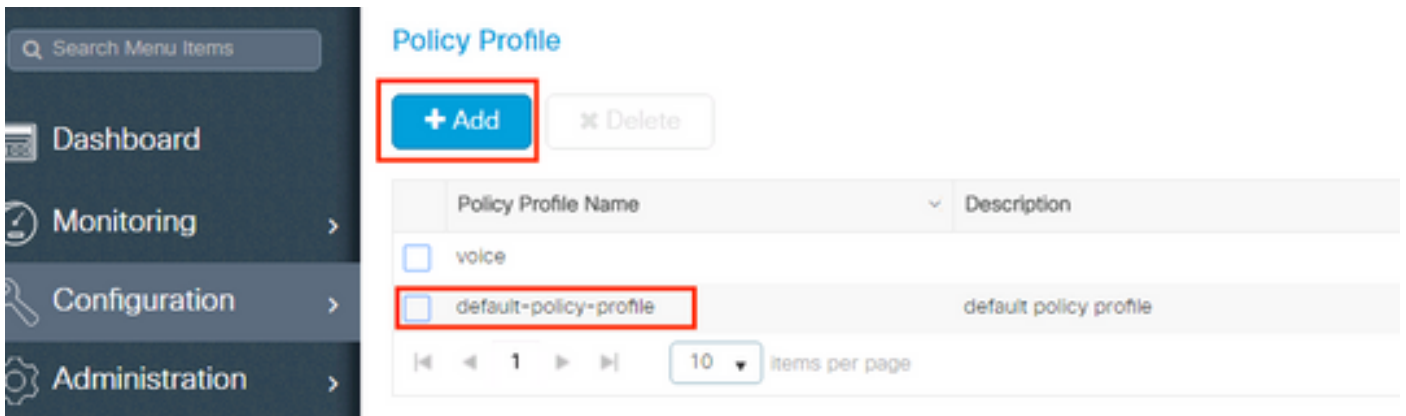 Search Menu Items
Dashboard
Monitoring
Configuration
Administration
Policy Profile
+ Add
✖ Delete
Policy Profile Name
Description
voice
default-policy-profile
default policy profile
1
10
items per page